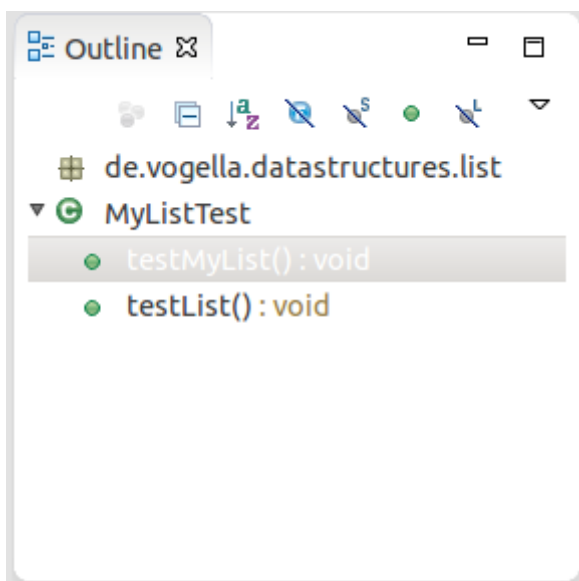 Outline
de.vogella.datastructures.list
MyListTest
testMyList() : void
testList() : void